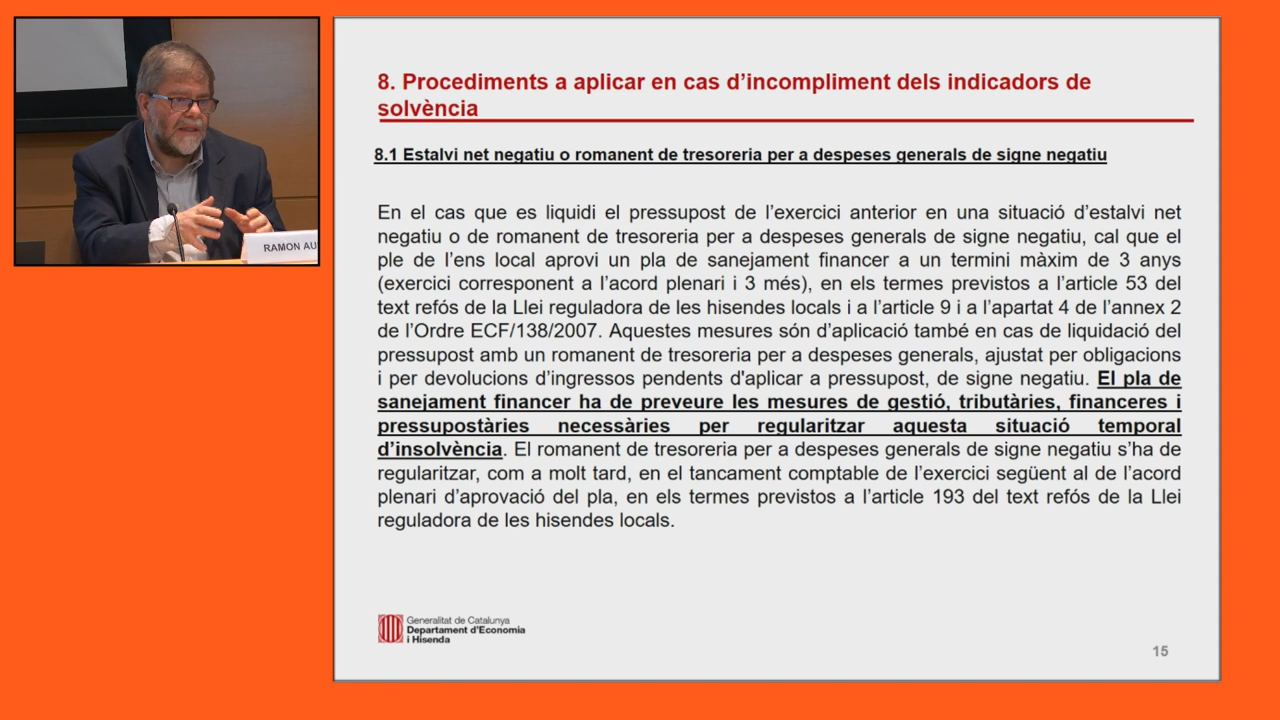 RAMON AU
8. Procediments a aplicar en cas d’incompliment dels indicadors de
solvència
8.1 Estalvi net negatiu o romanent de tresoreria per a despeses generals de signe negatiu
En el cas que es liquidi el pressupost de l’exercici anterior en una situació d’estalvi net
negatiu o de romanent de tresoreria per a despeses generals de signe negatiu, cal que el
ple de l’ens local aprovi un pla de sanejament financer a un termini màxim de 3 anys
(exercici corresponent a l’acord plenari i 3 més), en els termes previstos a l’article 53 del
text refós de la Llei reguladora de les hisendes locals i a l’article 9 i a l’apartat 4 de l’annex 2
de l’Ordre ECF/138/2007. Aquestes mesures són d’aplicació també en cas de liquidació del
pressupost amb un romanent de tresoreria per a despeses generals, ajustat per obligacions
i per devolucions d’ingressos pendents d'aplicar a pressupost, de signe negatiu. El pla de
sanejament financer ha de preveure les mesures de gestió, tributàries, financeres i
pressupostàries necessàries per regularitzar aquesta situació temporal
d’insolvència. El romanent de tresoreria per a despeses generals de signe negatiu s’ha de
regularitzar, com a molt tard, en el tancament comptable de l’exercici següent al de l’acord
plenari d’aprovació del pla, en els termes previstos a l’article 193 del text refós de la Llei
reguladora de les hisendes locals.
Generalitat de Catalunya
Departament d’Economia
i Hisenda
15